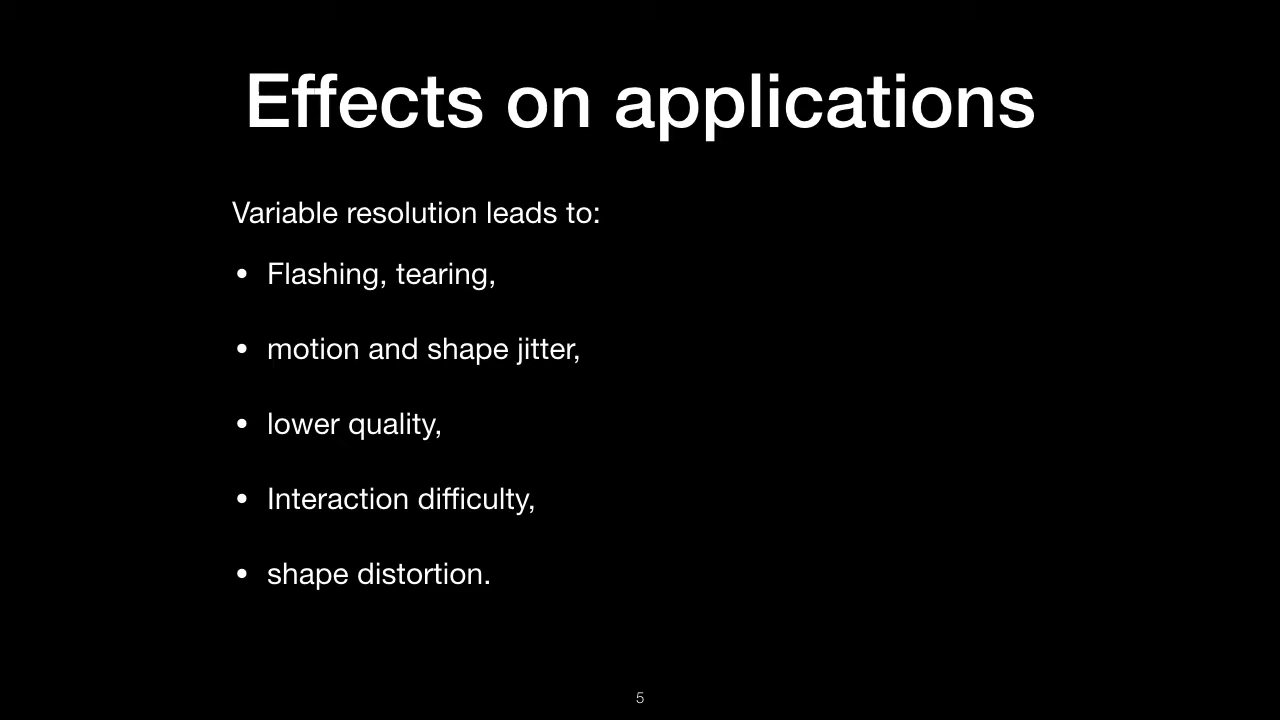 Effects on applications
Variable resolution leads to:
• Flashing, tearing,
• motion and shape jitter,
• lower quality,
• Interaction difficulty,
• shape distortion.
5